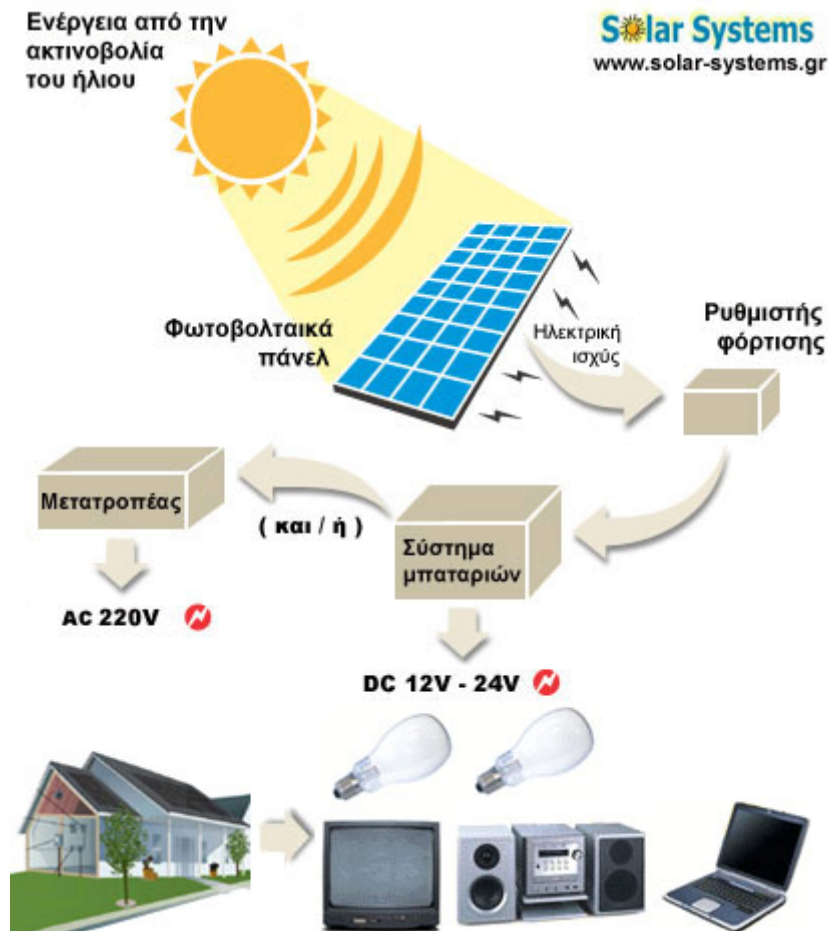 Ενέργεια από την
ακτινοβολία
του ήλιου
Solar Systems
www.solar-systems.gr
Φωτοβολταικά
πάνελ
Ηλεκτρική
ισχύς
Ρυθμιστής
φόρτισης
Μετατροπέας
( και / ή )
Σύστημα
μπαταριών
AC 220V
DC 12V - 24V